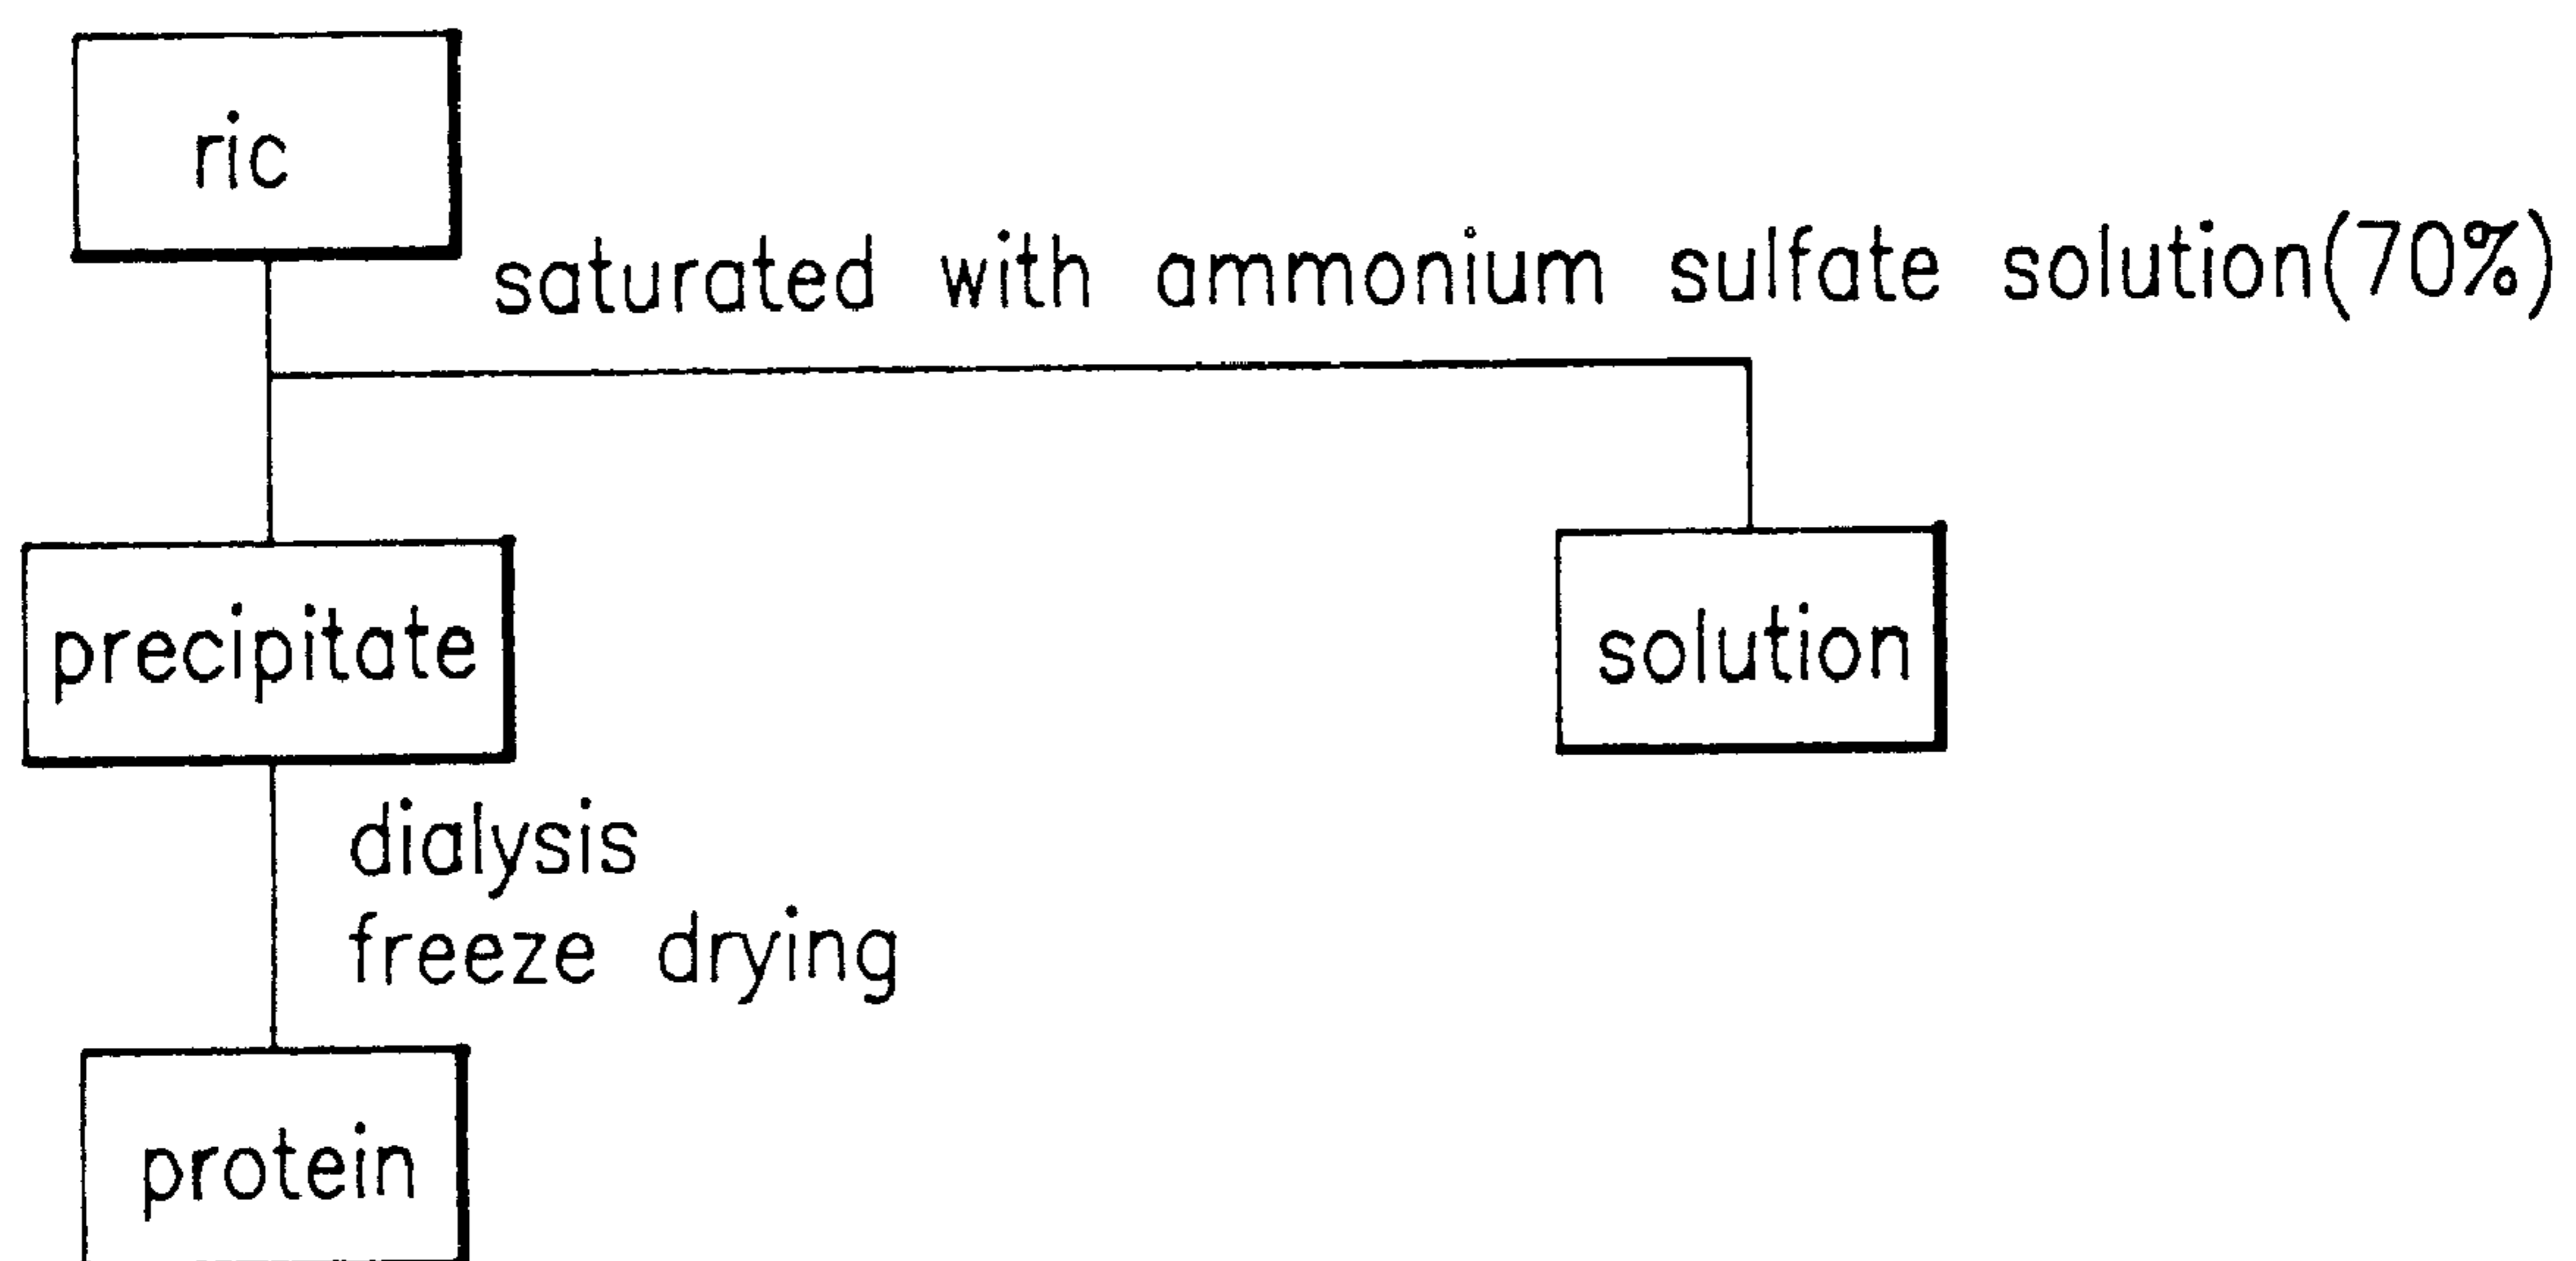 ric
saturated with ammonium sulfate solution(70%)
precipitate
solution
dialysis
freeze drying
protein